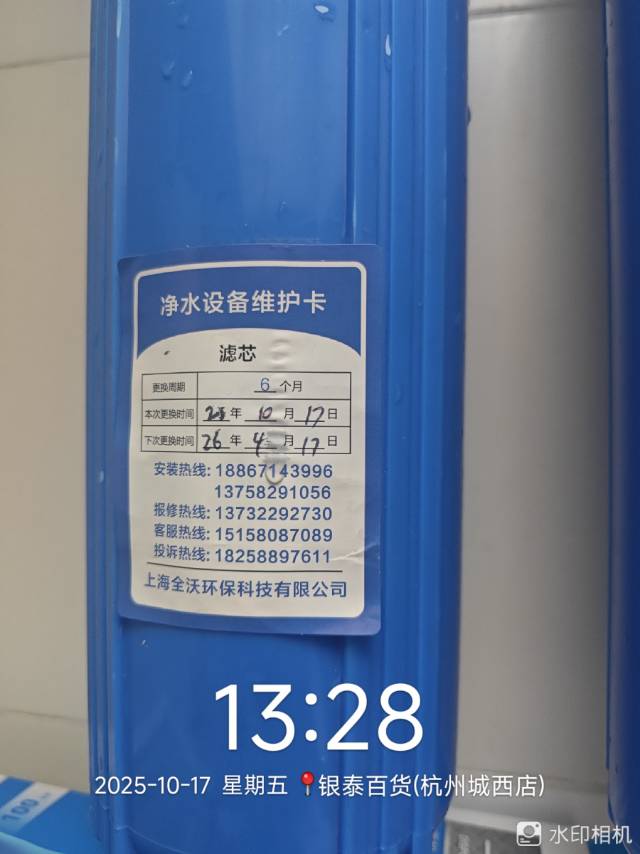 净水设备维护卡
滤芯
更换周期 6 个月
本次更换时间 25 年 10 月 17 日
下次更换时间 26 年 4 月 17 日
安装热线: 18867143996
13758291056
报修热线: 13732292730
客服热线: 15158087089
投诉热线: 18258897611
上海全沃环保科技有限公司
13:28
2025-10-17 星期五 银泰百货(杭州城西店)
100
水印相机